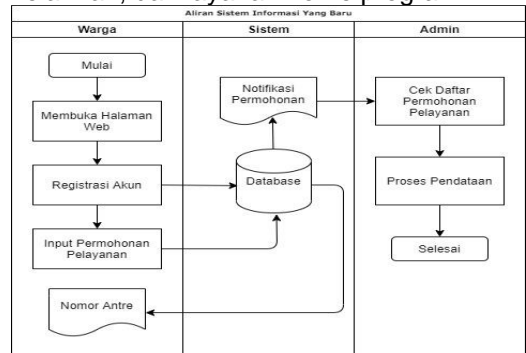 Aliran Sistem Informasi Yang Baru
Warga
Sistem
Admin
Mulai
Membuka Halaman
Web
Registrasi Akun
Input Permohonan
Pelayanan
Nomor Antre
Notifikasi
Permohonan
Database
Cek Daftar
Permohonan
Pelayanan
Proses Pendataan
Selesai